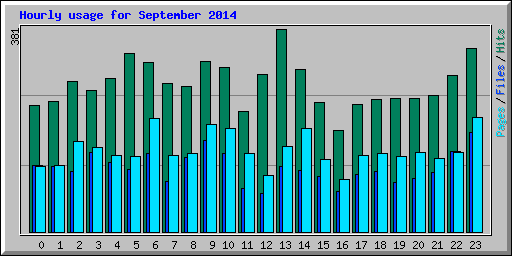 Hourly usage for September 2014
381
Pages/Files/Hits
0 1 2 3 4 5 6 7 8 9 10 11 12 13 14 15 16 17 18 19 20 21 22 23